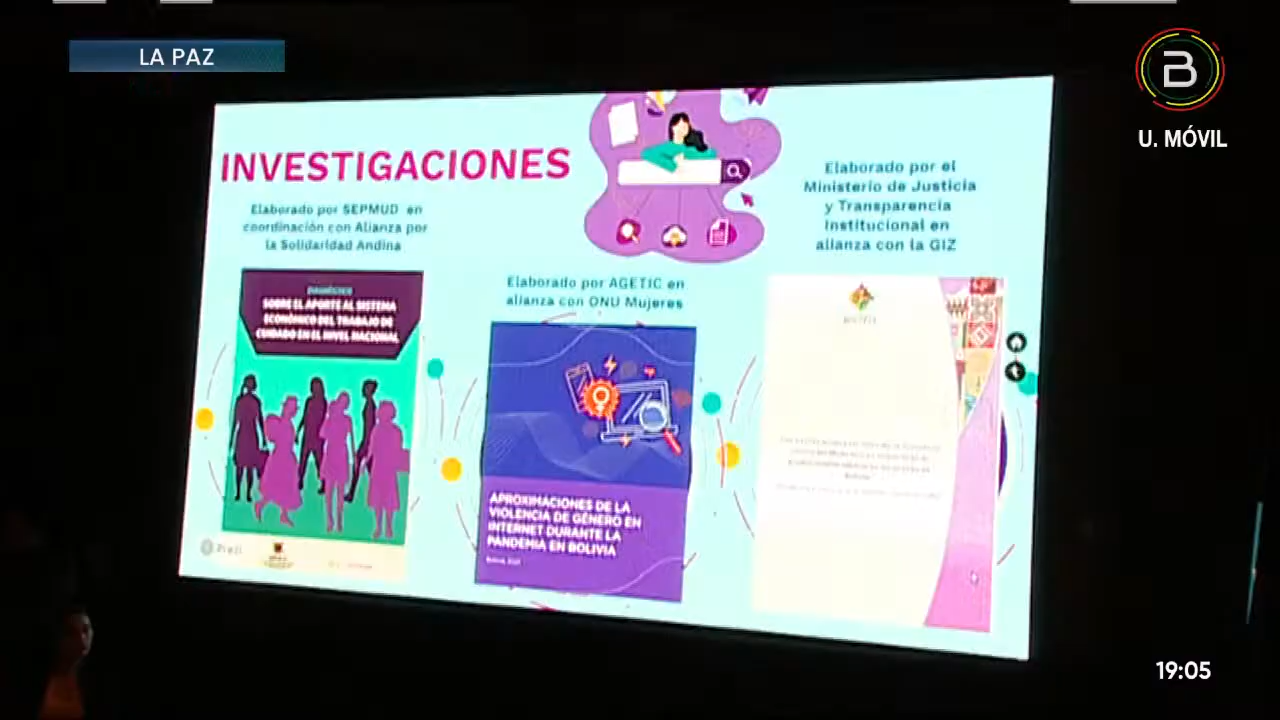 LA PAZ
B
U. MÓVIL
INVESTIGACIONES
Elaborado por SEPMUD en
coordinación con Alianza por
la Solidaridad Andina
Elaborado por AGETIC en
alianza con ONU Mujeres
Elaborado por el
Ministerio de Justicia
y Transparencia
Institucional en
alianza con la GIZ
DIAGNÓSTICO
SOBRE EL APORTE AL SISTEMA
ECONÓMICO DEL TRABAJO DE
CUIDADO EN EL NIVEL NACIONAL
APROXIMACIONES DE LA
VIOLENCIA DE GÉNERO EN
INTERNET DURANTE LA
PANDEMIA EN BOLIVIA
19:05